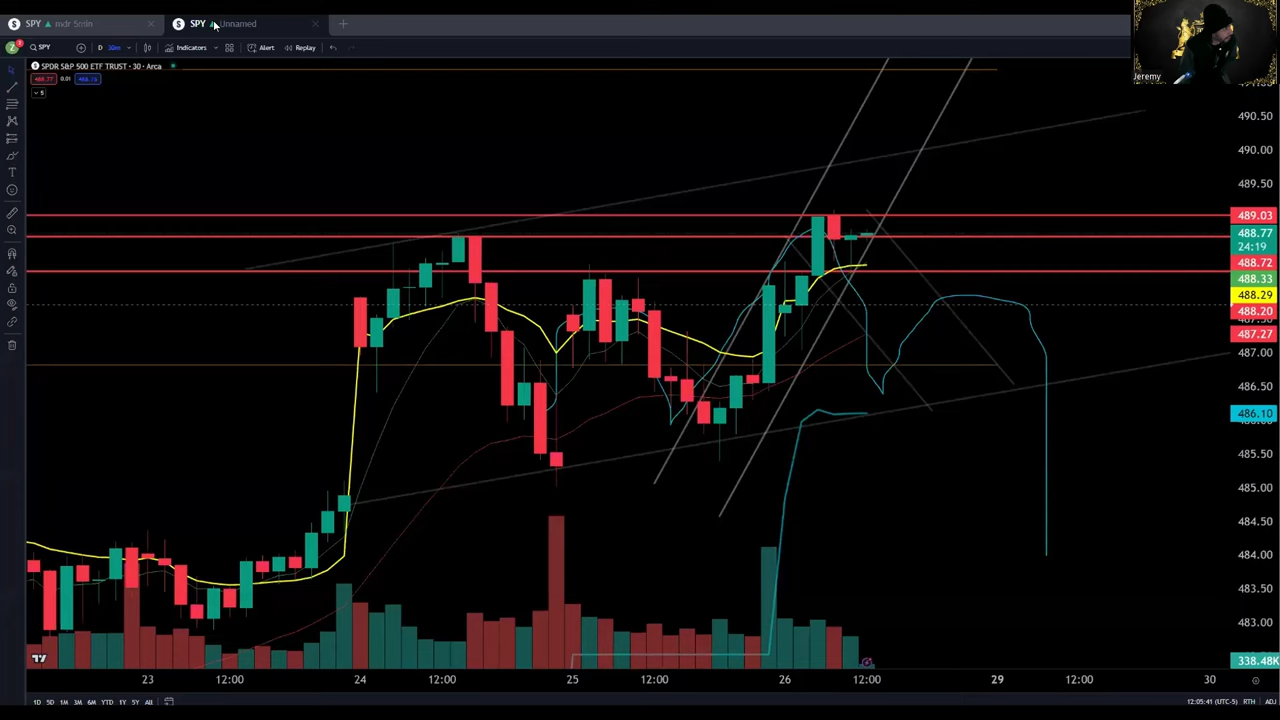 SPY mdr 5min SPY Unnamed
SPY D 30m Indicators Alert Replay
Jeremy
SPDR S&P 500 ETF TRUST · 30 · Arca
488.77 0.01 488.78
5
490.50
490.00
489.50
489.03
488.77
24:19
488.72
488.33
488.29
488.20
487.27
487.00
486.50
486.10
485.50
485.00
484.50
484.00
483.50
483.00
338.48K
23 12:00 24 12:00 25 12:00 26 12:00 29 12:00 30
1D 5D 1M 3M 6M YTD 1Y 5Y All 12:05:41 (UTC-5) RTH ADJ